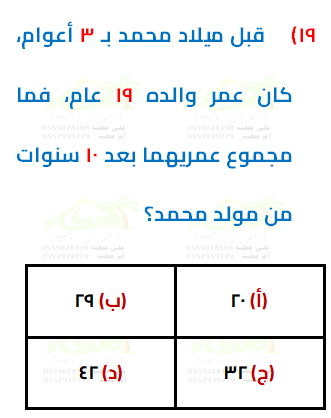 ١٩) قبل ميلاد محمد بـ ٣ أعوام،
كان عمر والده ١٩ عام، فما
مجموع عمريهما بعد ١٠ سنوات
من مولد محمد؟
(أ) ٢٠ (ب) ٢٩
(ج) ٣٢ (د) ٤٢